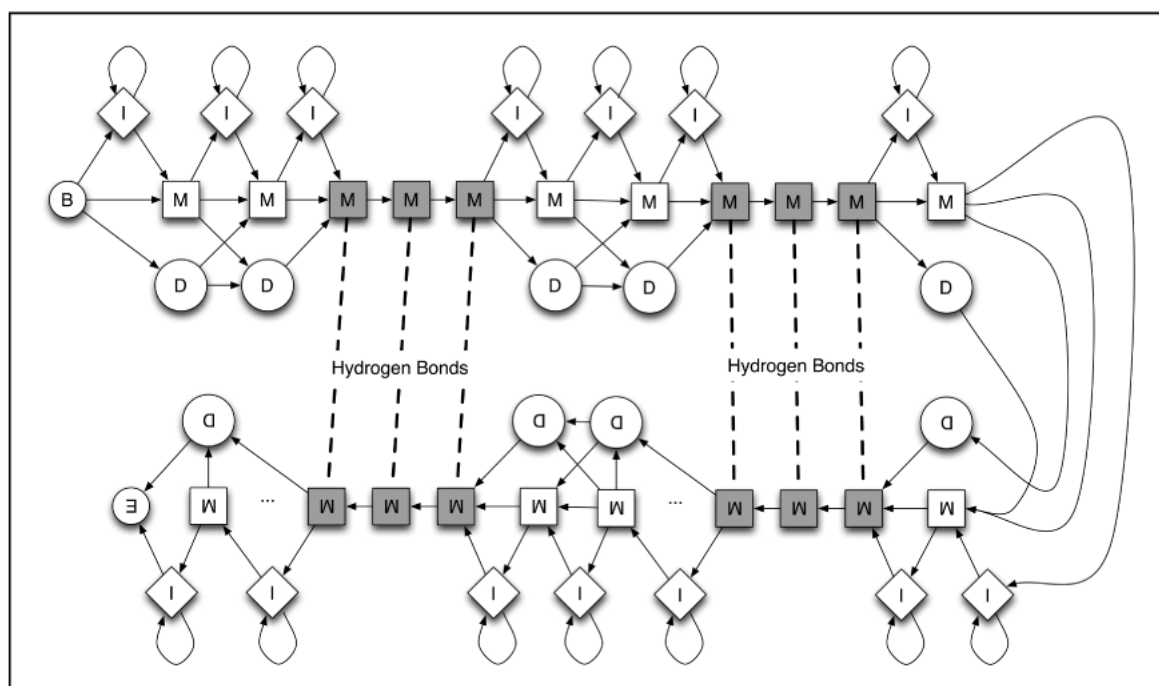 I I I I I I I
B M M M M M M M M M M M
D D D D D
Hydrogen Bonds Hydrogen Bonds
D D D D
E M ... M M M M M ... M M M M
I I I I I I I